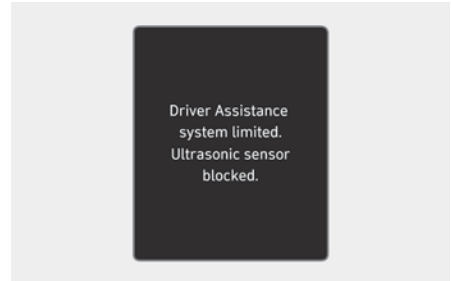 Driver Assistance
system limited.
Ultrasonic sensor
blocked.